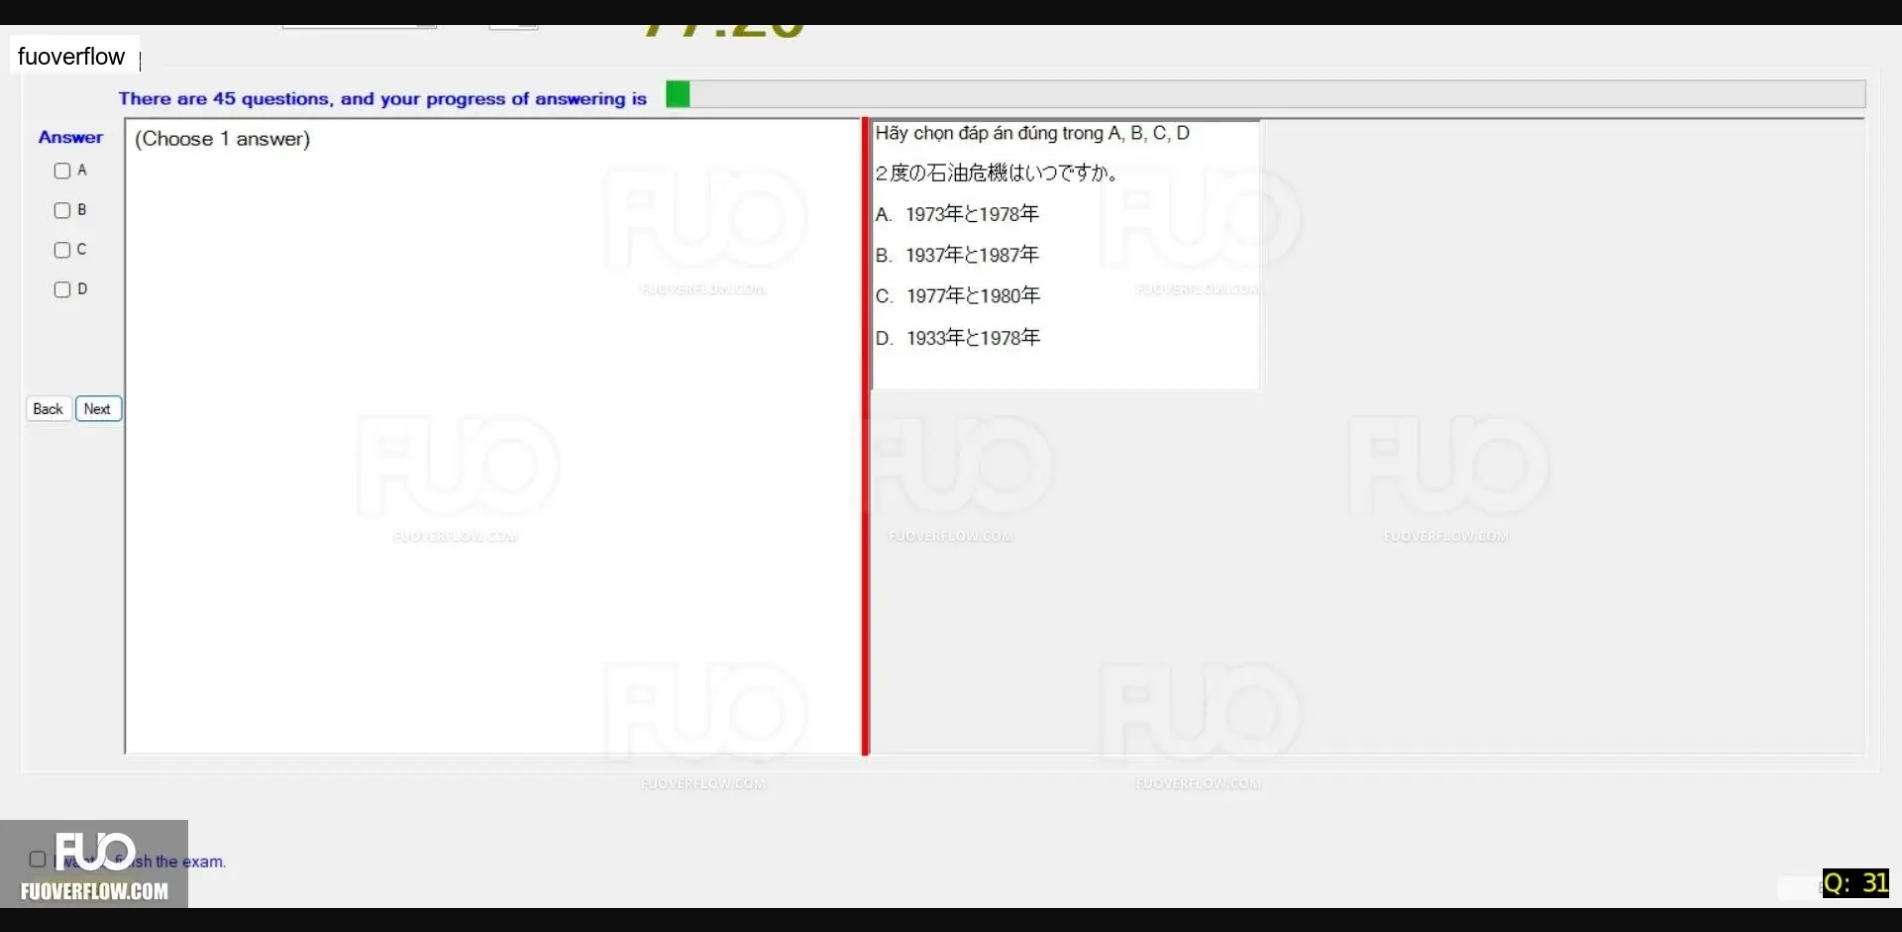 fuoverflow
There are 45 questions, and your progress of answering is
Answer
(Choose 1 answer)
A
B
C
D
Back
Next
Hãy chọn đáp án đúng trong A, B, C, D
２度の石油危機はいつですか。
A. 1973年と1978年
B. 1937年と1987年
C. 1977年と1980年
D. 1933年と1978年
FUO
FUOVERFLOW.COM
FUO
FUOVERFLOW.COM
FUO
FUOVERFLOW.COM
FUO
FUOVERFLOW.COM
FUO
FUOVERFLOW.COM
FUO
FUOVERFLOW.COM
FUO
FUOVERFLOW.COM
the exam.
FUO
FUOVERFLOW.COM
Q: 31